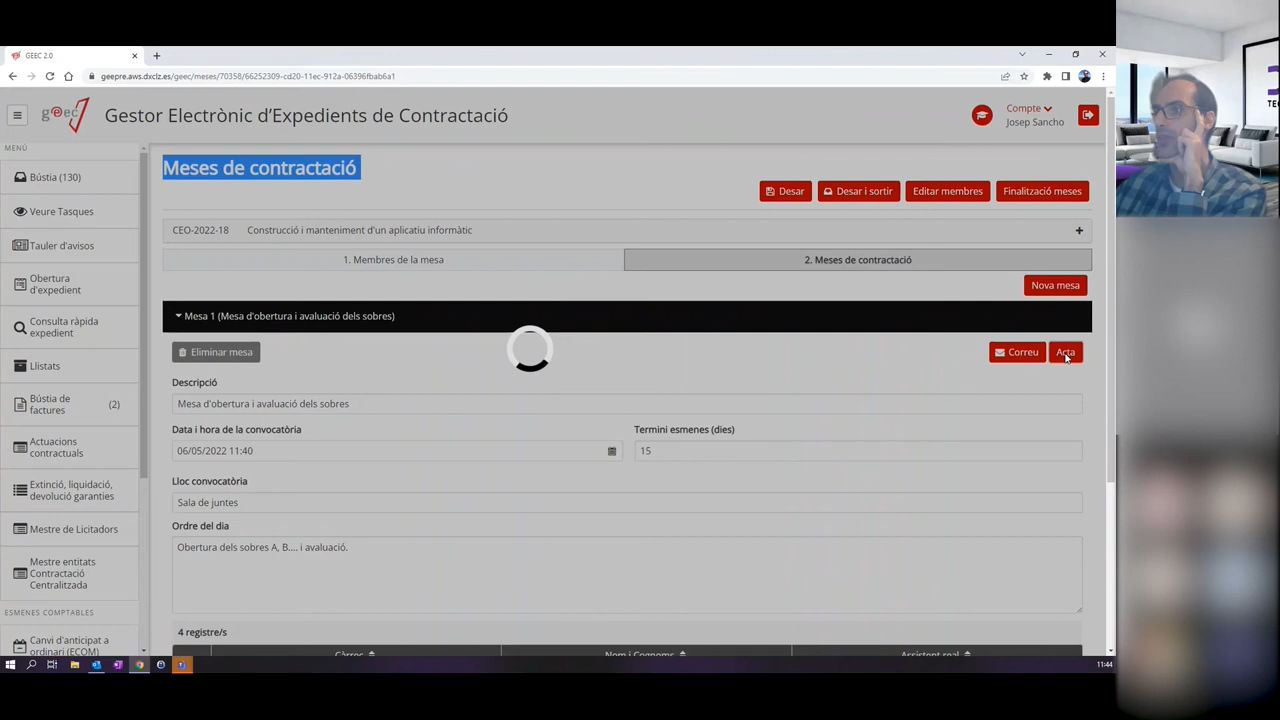 GEEC 2.0
geepre.aws.dxclz.es/geec/meses/70358/66252309-cd20-11ec-912a-06396fbab6a1
geec
Gestor Electrònic d'Expedients de Contractació
Compte
Josep Sancho
MENÚ
Bústia (130)
Veure Tasques
Tauler d'avisos
Obertura
d'expedient
Consulta ràpida
expedient
Llistats
Bústia de
factures
(2)
Actuacions
contractuals
Extinció, liquidació,
devolució garanties
Mestre de Licitadors
Mestre entitats
Contractació
Centralitzada
ESMENES COMPTABLES
Canvi d'anticipat a
ordinari (ECOM)
Meses de contractació
Desar
Desar i sortir
Editar membres
Finalització meses
CEO-2022-18 Construcció i manteniment d'un aplicatiu informàtic
1. Membres de la mesa
2. Meses de contractació
Nova mesa
Mesa 1 (Mesa d'obertura i avaluació dels sobres)
Eliminar mesa
Correu
Acta
Descripció
Mesa d'obertura i avaluació dels sobres
Data i hora de la convocatòria
Termini esmenes (dies)
06/05/2022 11:40
15
Lloc convocatòria
Sala de juntes
Ordre del dia
Obertura dels sobres A, B.... i avaluació.
4 registre/s
Càrrec
Nom i Cognoms
Assistent real
11:44